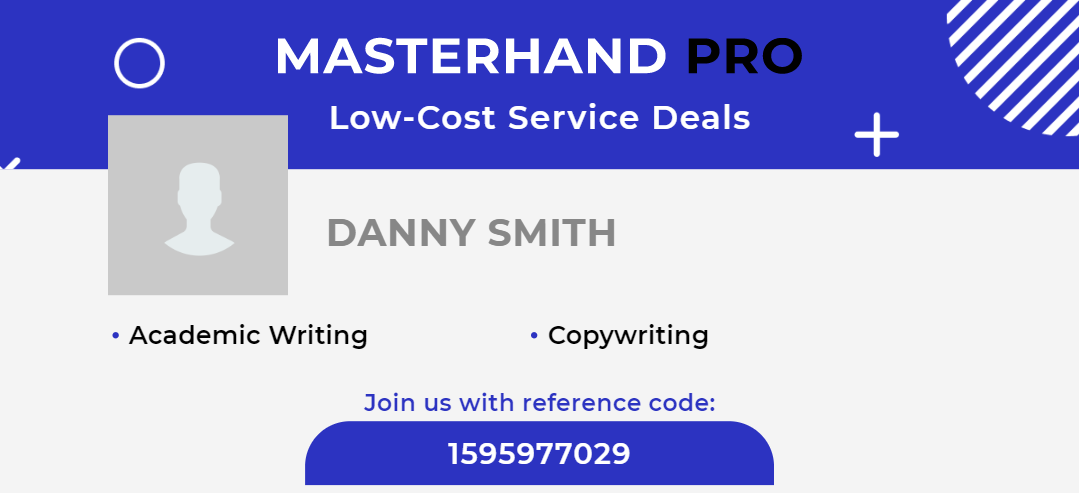 MASTERHAND PRO
Low-Cost Service Deals
DANNY SMITH
• Academic Writing
• Copywriting
Join us with reference code:
1595977029